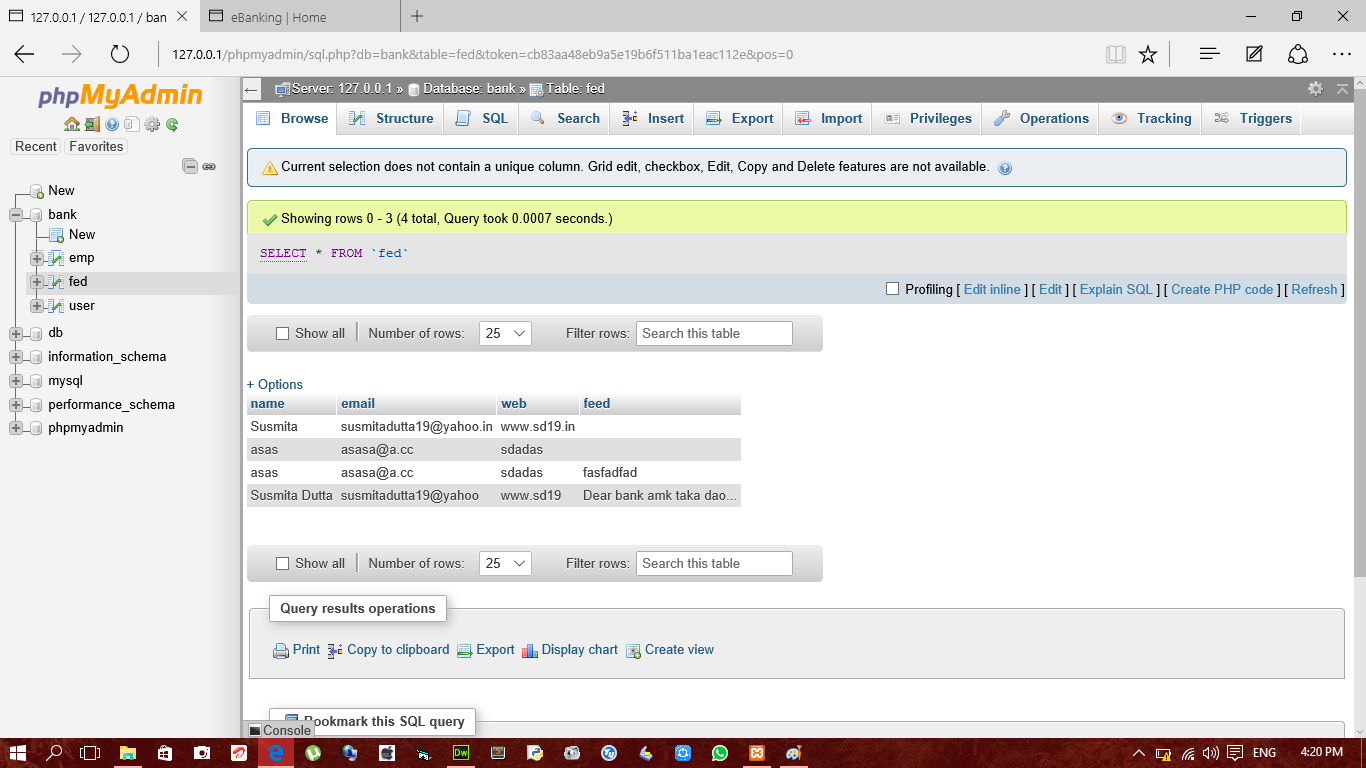 127.0.0.1 / 127.0.0.1 / ban
eBanking | Home
127.0.0.1/phpmyadmin/sql.php?db=bank&table=fed&token=cb83aa48eb9a5e19b6f511ba1eac112e&pos=0
phpMyAdmin
Recent Favorites
New
bank
New
emp
fed
user
db
information_schema
mysql
performance_schema
phpmyadmin
Server: 127.0.0.1 » Database: bank » Table: fed
Browse Structure SQL Search Insert Export Import Privileges Operations Tracking Triggers
Current selection does not contain a unique column. Grid edit, checkbox, Edit, Copy and Delete features are not available.
Showing rows 0 - 3 (4 total, Query took 0.0007 seconds.)
SELECT * FROM `fed`
Profiling [ Edit inline ] [ Edit ] [ Explain SQL ] [ Create PHP code ] [ Refresh ]
Show all Number of rows: 25 Filter rows: Search this table
+ Options
name email web feed
Susmita susmitadutta19@yahoo.in www.sd19.in
asas asasa@a.cc sdadas
asas asasa@a.cc sdadas fasfadfad
Susmita Dutta susmitadutta19@yahoo www.sd19 Dear bank amk taka dao...
Show all Number of rows: 25 Filter rows: Search this table
Query results operations
Print Copy to clipboard Export Display chart Create view
Bookmark this SQL query
Console
Dw
ENG 4:20 PM